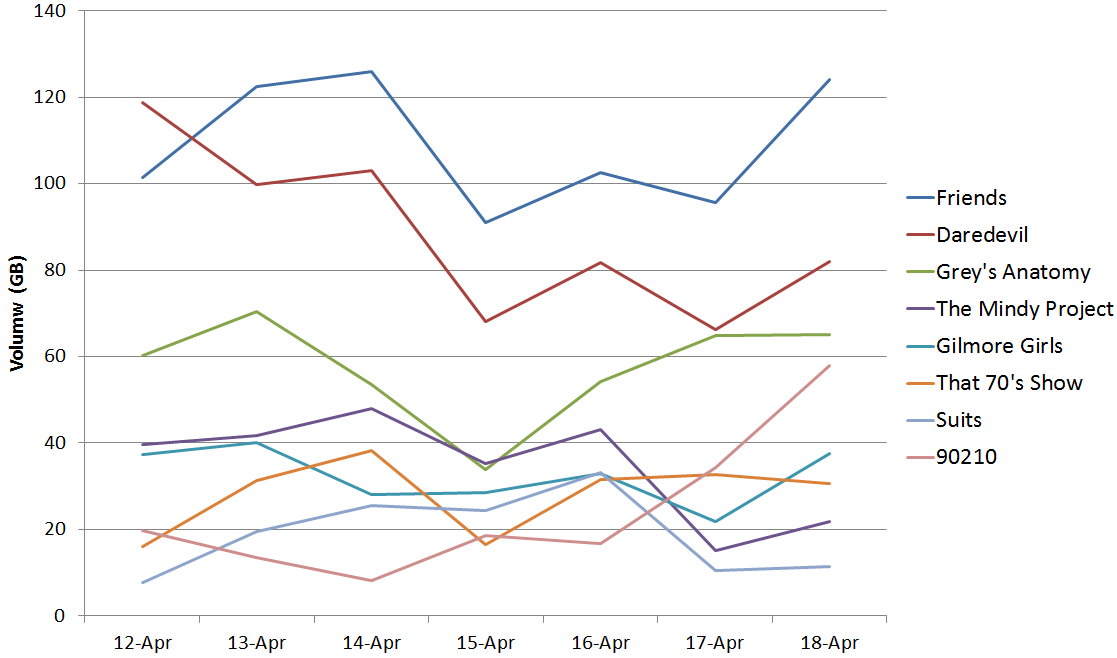 140
120
100
80
60
40
20
0
Volumw (GB)
12-Apr 13-Apr 14-Apr 15-Apr 16-Apr 17-Apr 18-Apr
Friends
Daredevil
Grey's Anatomy
The Mindy Project
Gilmore Girls
That 70's Show
Suits
90210